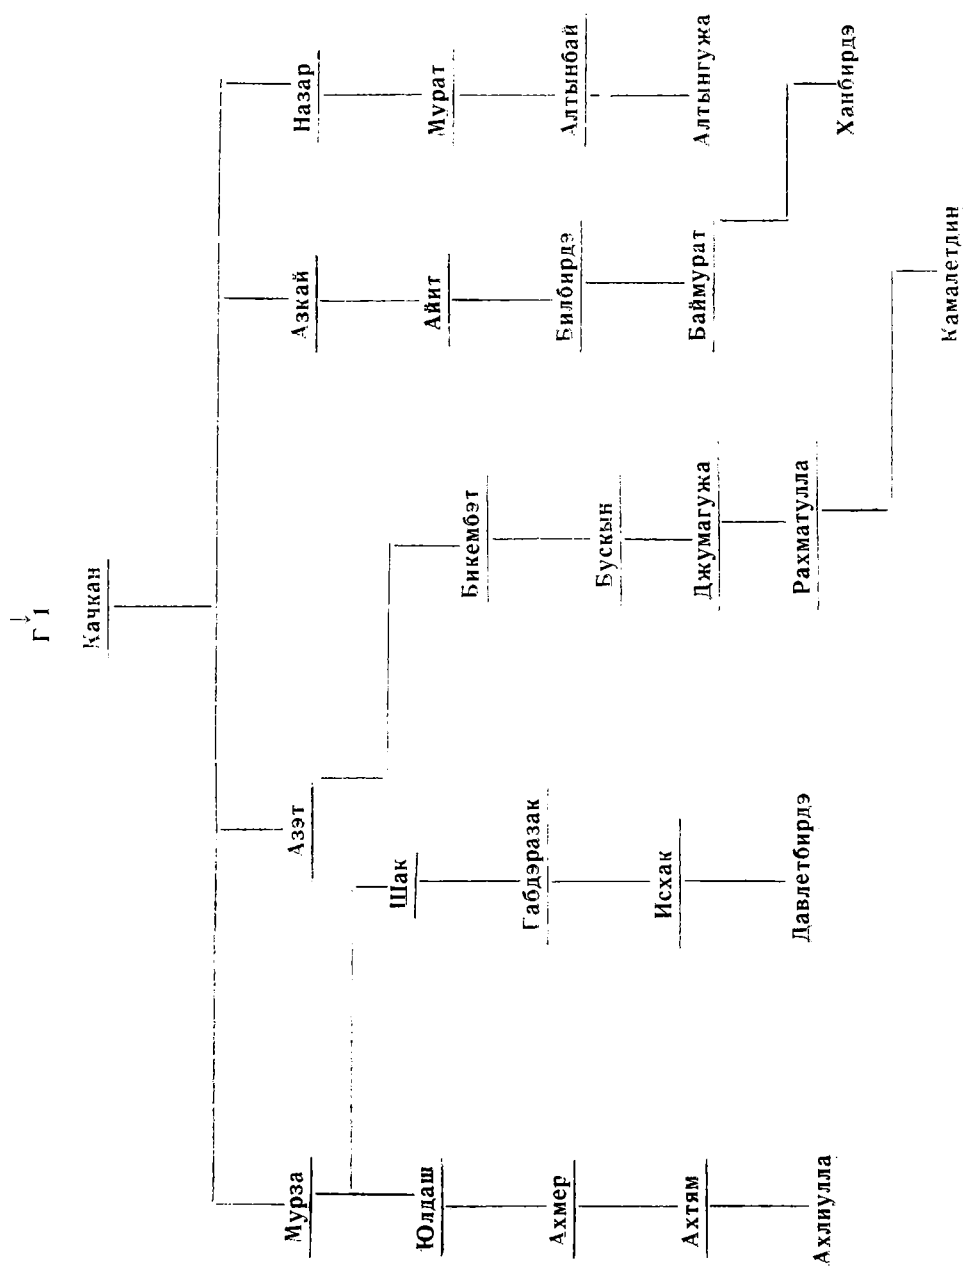 Г 1
Качкан
Мурза
Азэт
Азкай
Назар
Юлдаш
Шак
Бикембэт
Айит
Мурат
Ахмер
Габдэразак
Бускын
Билбирдэ
Алтынбай
Ахтям
Исхак
Джумагужа
Баймурат
Алтынгужа
Ахлиулла
Давлетбирдэ
Рахматулла
Ханбирдэ
Камалетдин